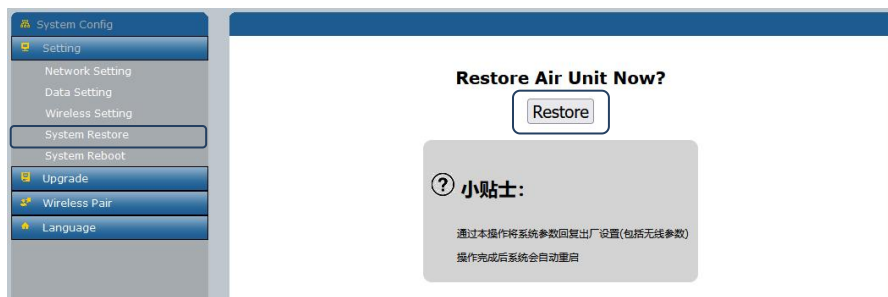 System Config
Setting
Network Setting
Data Setting
Wireless Setting
System Restore
System Reboot
Upgrade
Wireless Pair
Language
Restore Air Unit Now?
Restore
? 小贴士：
通过本操作将系统参数回复出厂设置(包括无线参数)
操作完成后系统会自动重启